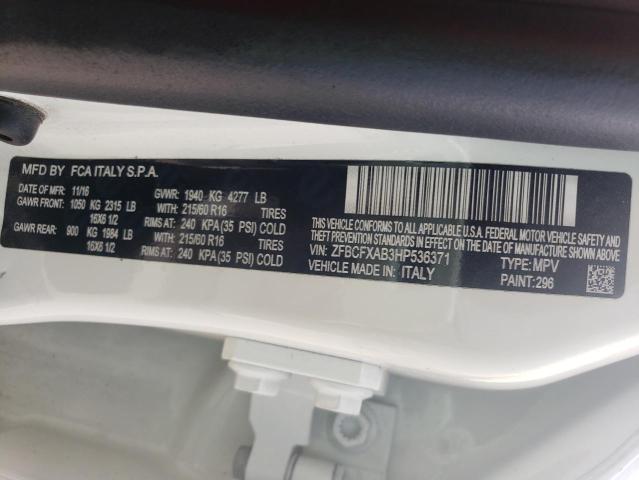 MFD BY FCA ITALY S.P.A.
DATE OF MFR: 11/16 GVWR: 1940 KG 4277 LB
GAWR FRONT: 1050 KG 2315 LB WITH: 215/60 R16 TIRES
16X6 1/2 RIMS AT: 240 KPA (35 PSI) COLD
GAWR REAR: 900 KG 1984 LB WITH: 215/60 R16 TIRES
16X6 1/2 RIMS AT: 240 KPA (35 PSI) COLD
THIS VEHICLE CONFORMS TO ALL APPLICABLE U.S.A. FEDERAL MOTOR VEHICLE SAFETY
AND THEFT PREVENTION STANDARDS IN EFFECT ON THE DATE OF MANUFACTURE SHOWN ABOVE.
VIN: ZFBCFXAB3HP536371 TYPE: MPV
VEHICLE MADE IN: ITALY PAINT: 296